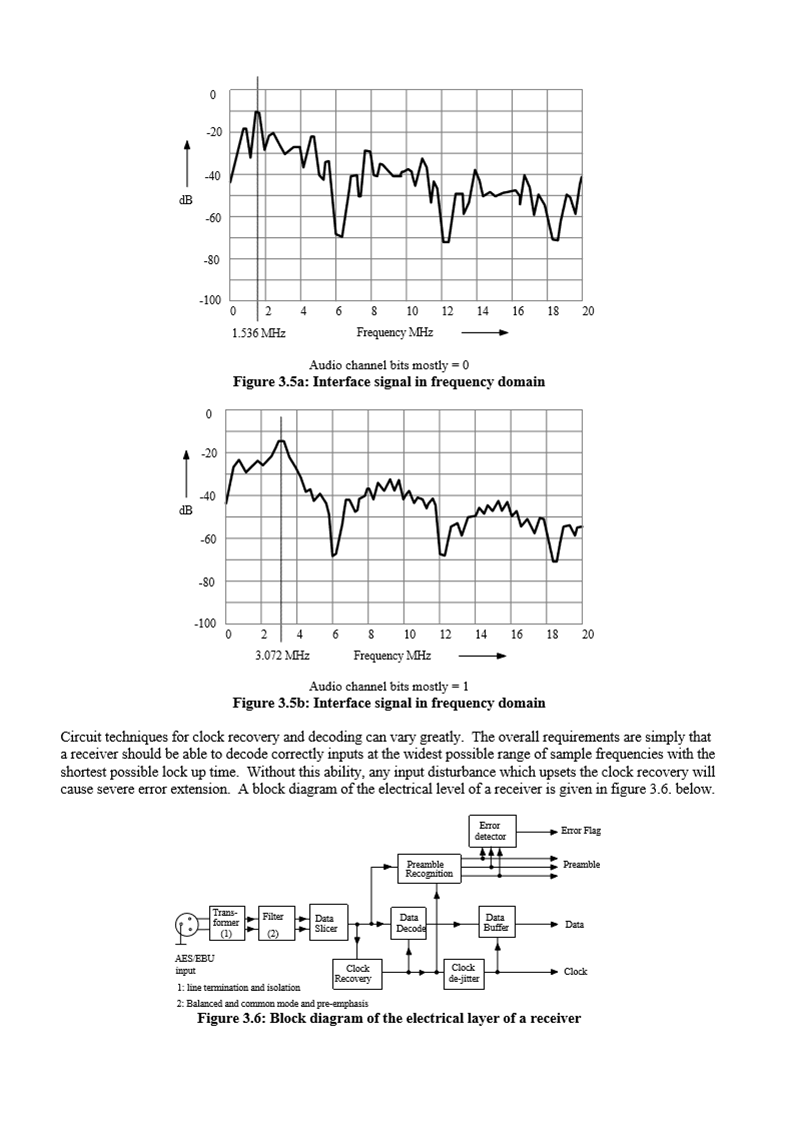 0
-20
-40
dB
-60
-80
-100
0 2 4 6 8 10 12 14 16 18 20
1.536 MHz Frequency MHz
Audio channel bits mostly = 0
Figure 3.5a: Interface signal in frequency domain
0
-20
-40
dB
-60
-80
-100
0 2 4 6 8 10 12 14 16 18 20
3.072 MHz Frequency MHz
Audio channel bits mostly = 1
Figure 3.5b: Interface signal in frequency domain
Circuit techniques for clock recovery and decoding can vary greatly. The overall requirements are simply that
a receiver should be able to decode correctly inputs at the widest possible range of sample frequencies with the
shortest possible lock up time. Without this ability, any input disturbance which upsets the clock recovery will
cause severe error extension. A block diagram of the electrical level of a receiver is given in figure 3.6. below.
Error
detector
Error Flag
Preamble
Recognition
Preamble
Trans-
former
(1)
Filter
(2)
Data
Slicer
Data
Decode
Data
Buffer
Data
AES/EBU
input
Clock
Recovery
Clock
de-jitter
Clock
1: line termination and isolation
2: Balanced and common mode and pre-emphasis
Figure 3.6: Block diagram of the electrical layer of a receiver